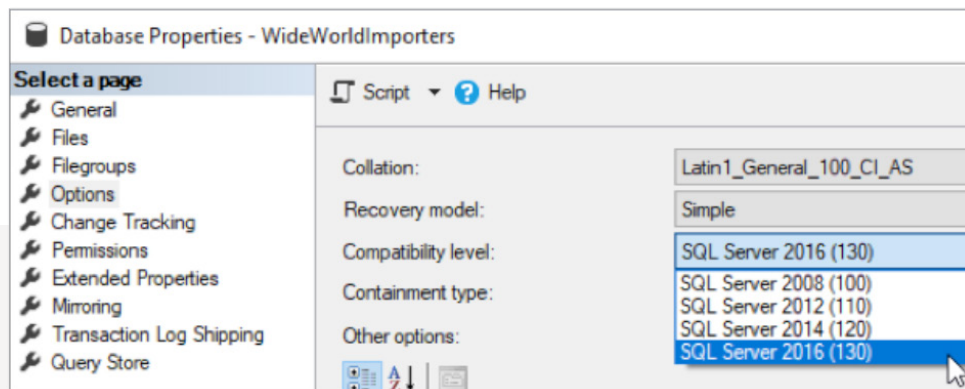 Database Properties - WideWorldImporters
Select a page
General
Files
Filegroups
Options
Change Tracking
Permissions
Extended Properties
Mirroring
Transaction Log Shipping
Query Store
Script Help
Collation: Latin1_General_100_CI_AS
Recovery model: Simple
Compatibility level: SQL Server 2016 (130)
Containment type:
SQL Server 2008 (100)
SQL Server 2012 (110)
SQL Server 2014 (120)
SQL Server 2016 (130)
Other options: